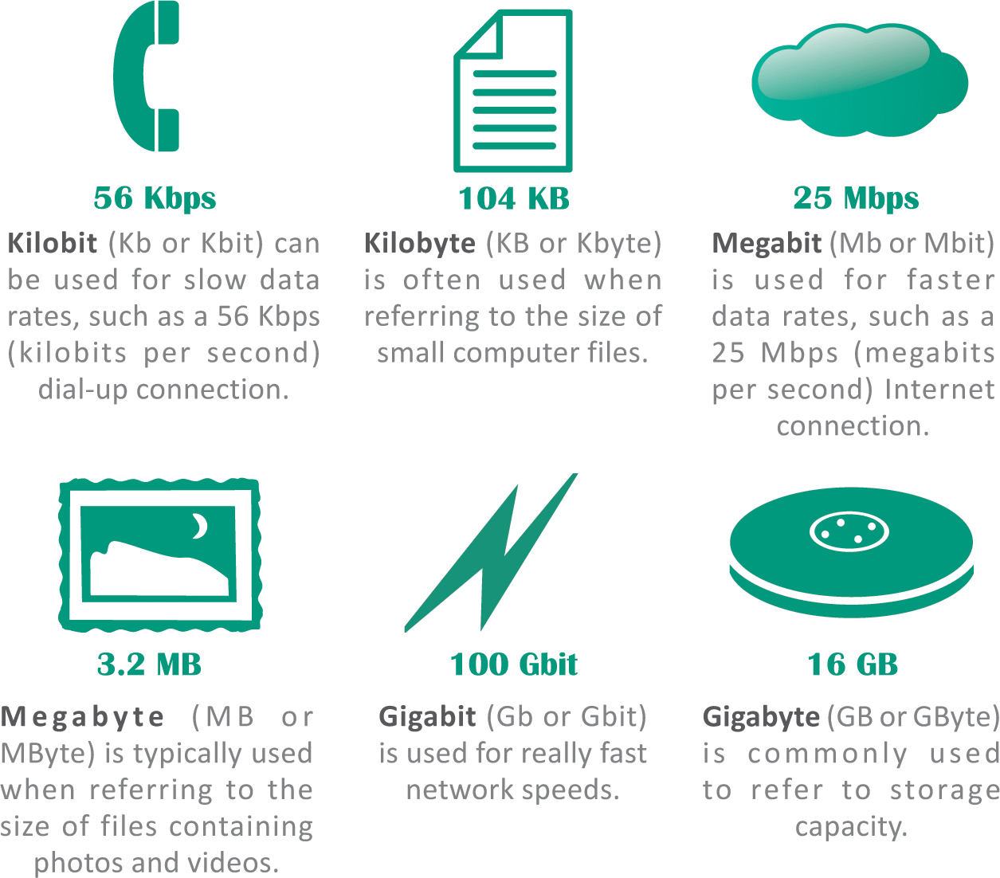 56 Kbps
Kilobit (Kb or Kbit) can
be used for slow data
rates, such as a 56 Kbps
(kilobits per second)
dial-up connection.
104 KB
Kilobyte (KB or Kbyte)
is often used when
referring to the size of
small computer files.
25 Mbps
Megabit (Mb or Mbit)
is used for faster
data rates, such as a
25 Mbps (megabits
per second) Internet
connection.
3.2 MB
Megabyte (MB or
MByte) is typically used
when referring to the
size of files containing
photos and videos.
100 Gbit
Gigabit (Gb or Gbit)
is used for really fast
network speeds.
16 GB
Gigabyte (GB or GByte)
is commonly used
to refer to storage
capacity.